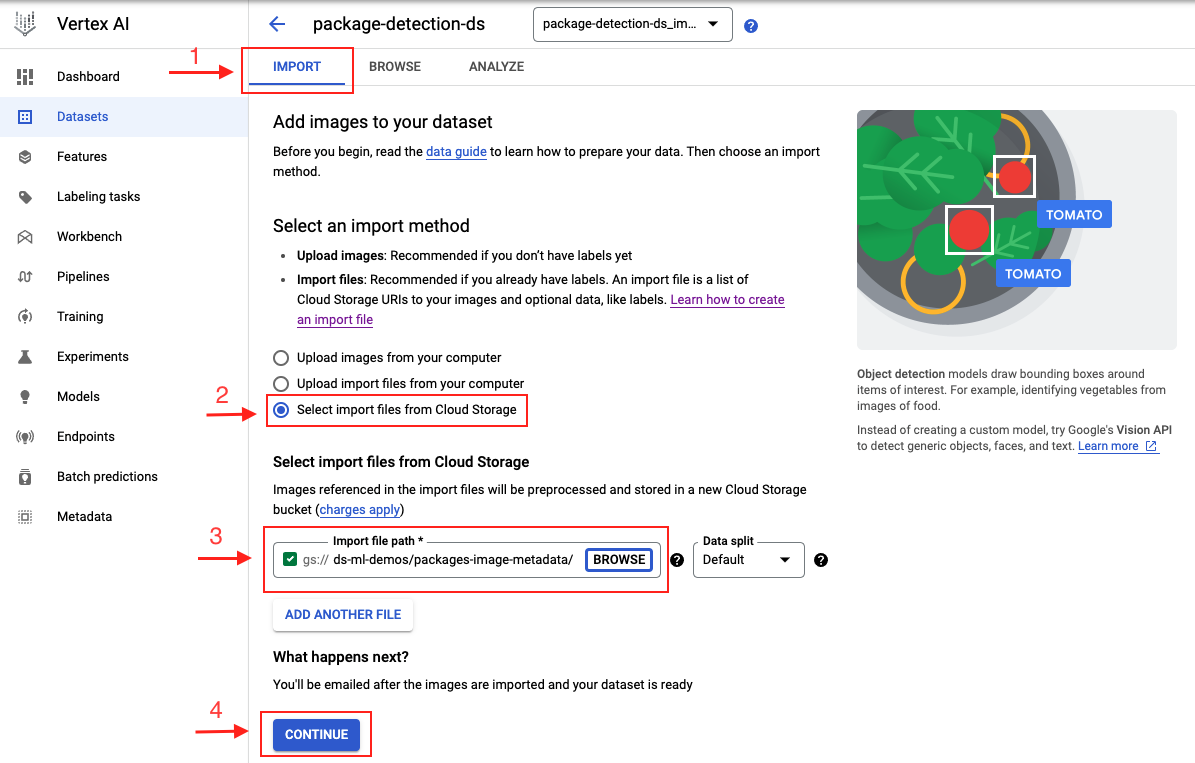 Vertex AI
package-detection-ds
package-detection-ds_im...
?
1
IMPORT
BROWSE
ANALYZE
Dashboard
Datasets
Features
Labeling tasks
Workbench
Pipelines
Training
Experiments
Models
Endpoints
Batch predictions
Metadata
Add images to your dataset
Before you begin, read the data guide to learn how to prepare your data. Then choose an import
method.
Select an import method
• Upload images: Recommended if you don't have labels yet
• Import files: Recommended if you already have labels. An import file is a list of
Cloud Storage URIs to your images and optional data, like labels. Learn how to create
an import file
Upload images from your computer
Upload import files from your computer
2
Select import files from Cloud Storage
Select import files from Cloud Storage
Images referenced in the import files will be preprocessed and stored in a new Cloud Storage
bucket (charges apply)
3
Import file path *
gs:// ds-ml-demos/packages-image-metadata/
BROWSE
?
Data split
Default
?
ADD ANOTHER FILE
What happens next?
You'll be emailed after the images are imported and your dataset is ready
4
CONTINUE
TOMATO
TOMATO
Object detection models draw bounding boxes around
items of interest. For example, identifying vegetables from
images of food.
Instead of creating a custom model, try Google's Vision API
to detect generic objects, faces, and text. Learn more